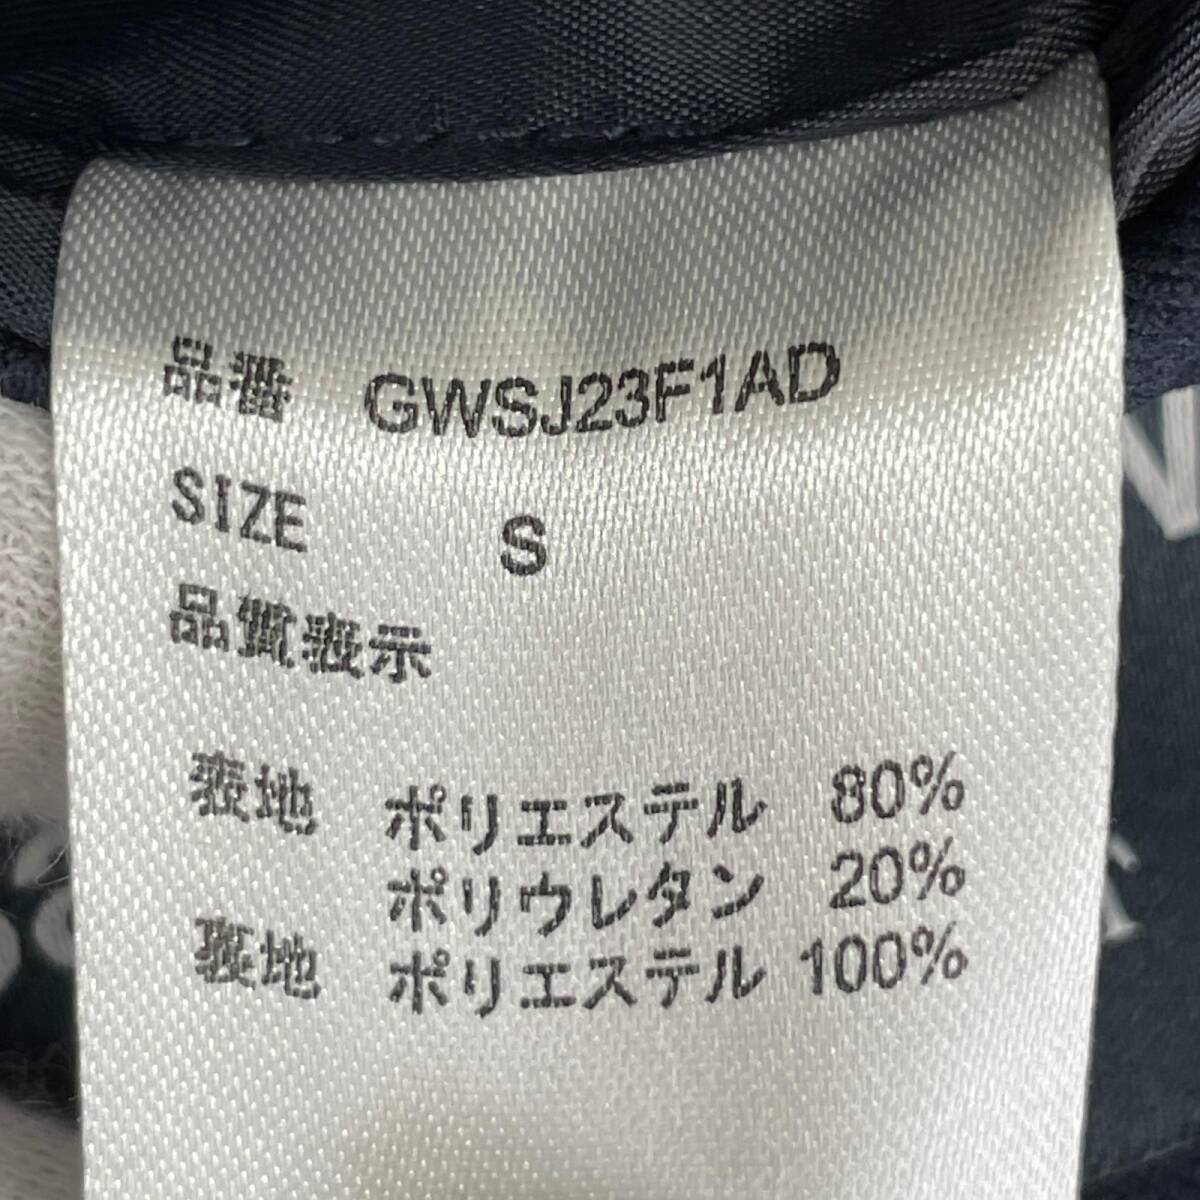 品番 GWSJ23F1AD
SIZE S
品質表示
表地 ポリエステル 80%
ポリウレタン 20%
裏地 ポリエステル 100%